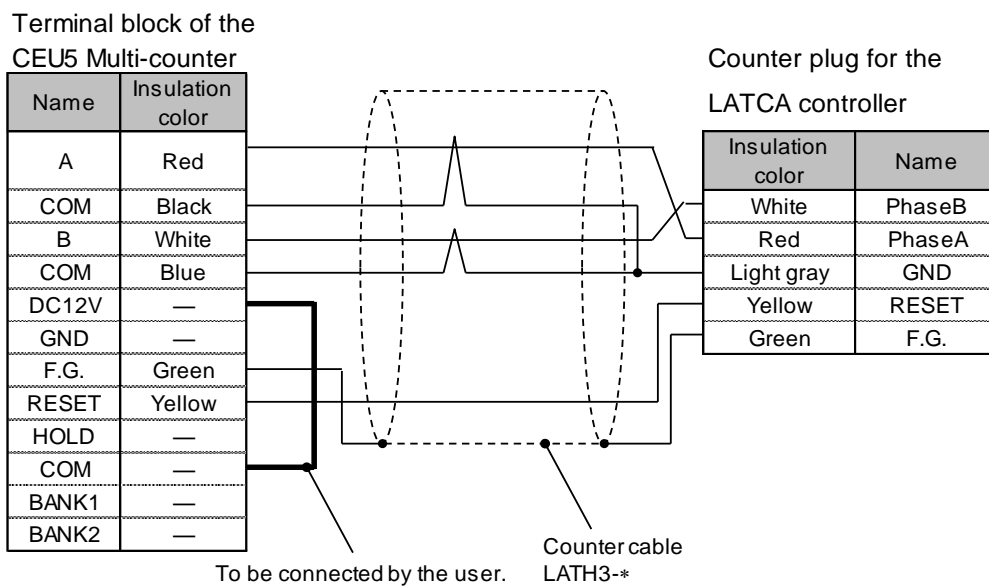 Terminal block of the
CEU5 Multi-counter
Name Insulation color
A Red
COM Black
B White
COM Blue
DC12V —
GND —
F.G. Green
RESET Yellow
HOLD —
COM —
BANK1 —
BANK2 —
Counter plug for the
LATCA controller
Insulation color Name
White PhaseB
Red PhaseA
Light gray GND
Yellow RESET
Green F.G.
To be connected by the user.
Counter cable
LATH3-*